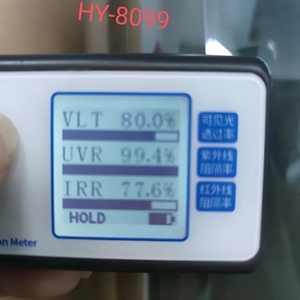 HY-8099
VLT 80.0%
可见光
透过率
UVR 99.4%
紫外线
阻隔率
IRR 77.6%
红外线
阻隔率
HOLD
on Meter